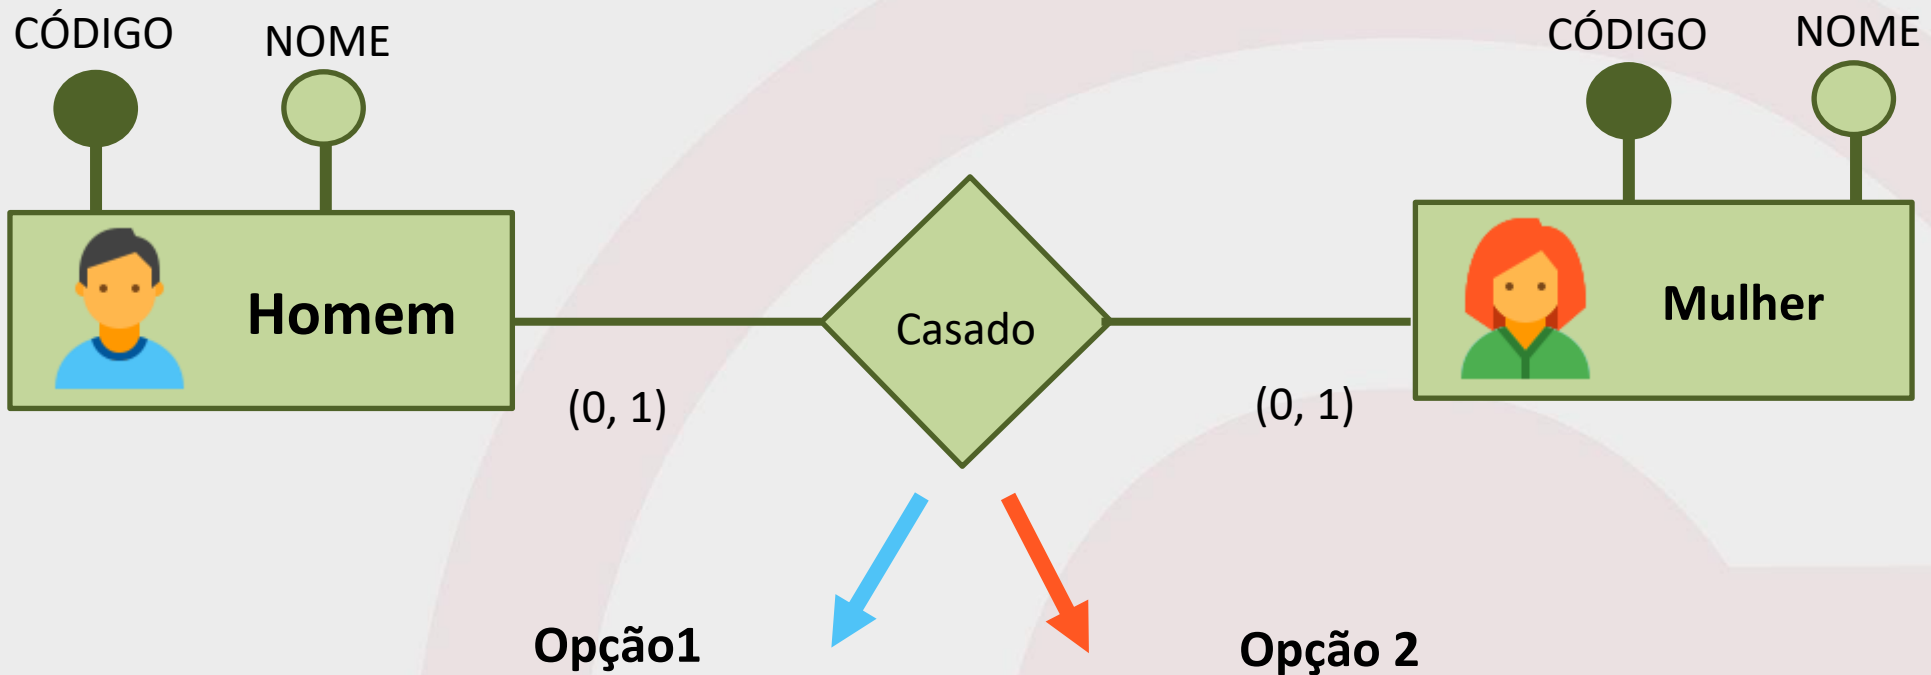 CÓDIGO NOME
CÓDIGO NOME
Homem
Casado
Mulher
(0, 1)
(0, 1)
Opção1
Opção 2